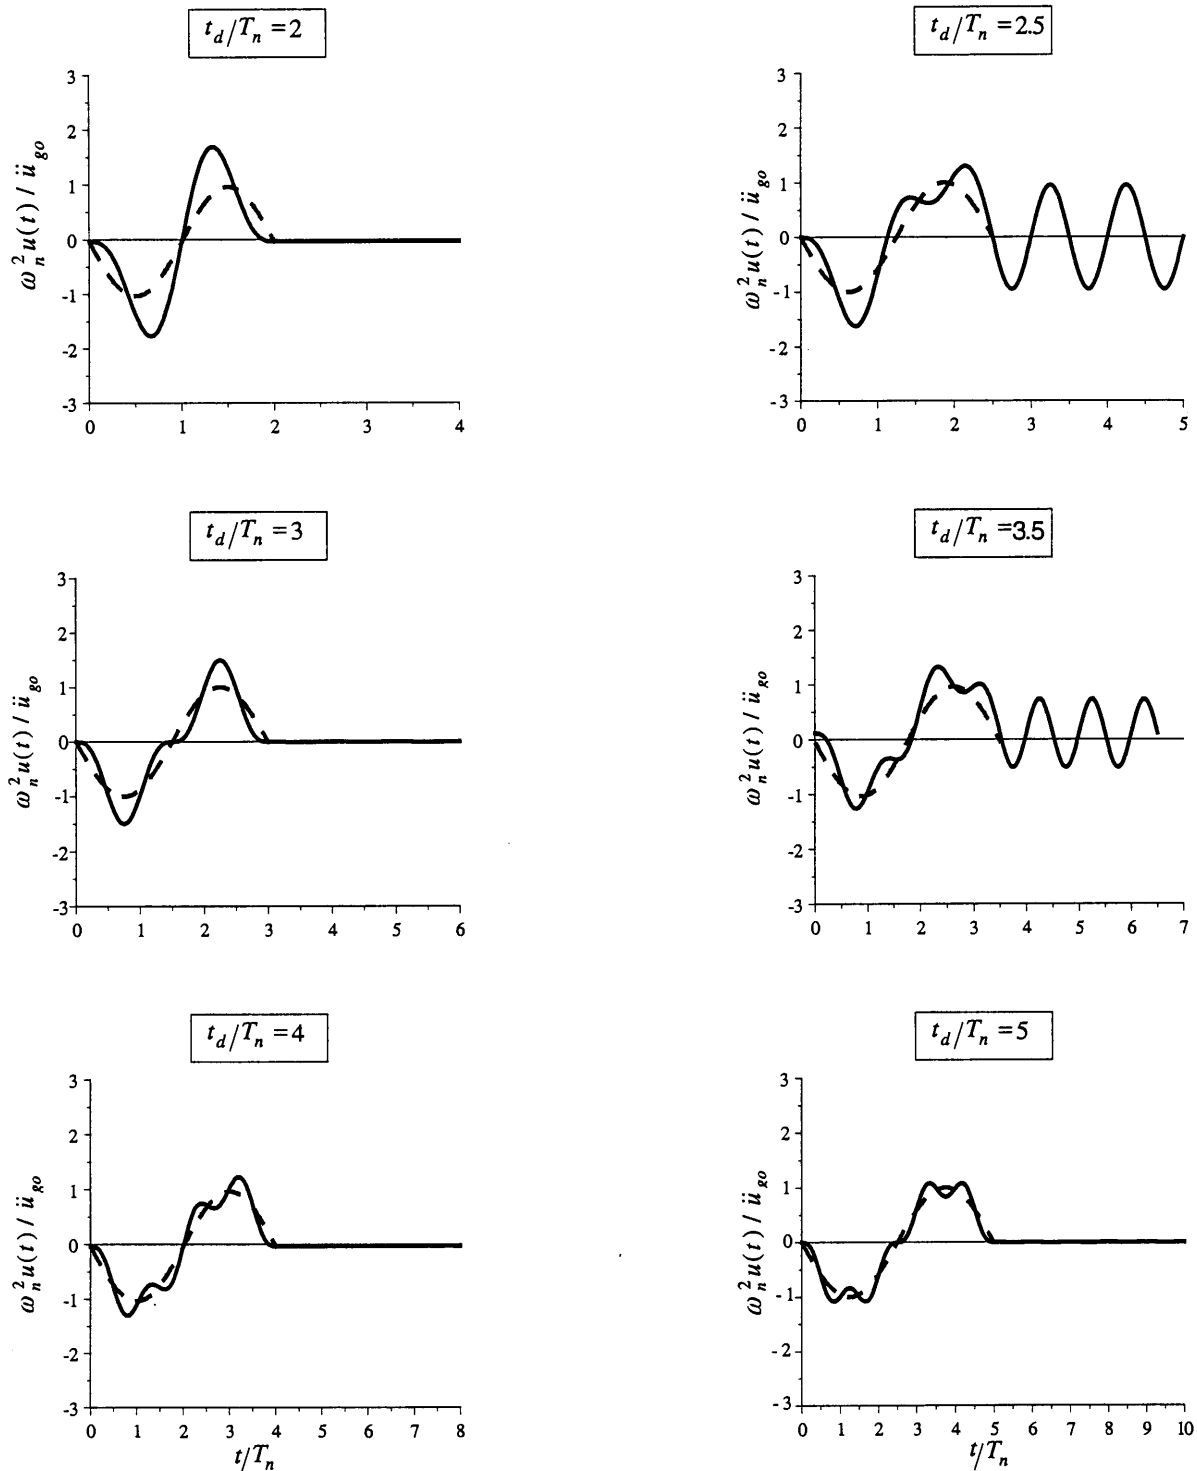 t_d/T_n = 2
3
2
1
0
-1
-2
-3
ω_n^2 u(t) / ü_go
0 1 2 3 4
t_d/T_n = 2.5
3
2
1
0
-1
-2
-3
ω_n^2 u(t) / ü_go
0 1 2 3 4 5
t_d/T_n = 3
3
2
1
0
-1
-2
-3
ω_n^2 u(t) / ü_go
0 1 2 3 4 5 6
t_d/T_n =3.5
3
2
1
0
-1
-2
-3
ω_n^2 u(t) / ü_go
0 1 2 3 4 5 6 7
t_d/T_n = 4
3
2
1
0
-1
-2
-3
ω_n^2 u(t) / ü_go
0 1 2 3 4 5 6 7 8
t/T_n
t_d/T_n = 5
3
2
1
0
-1
-2
-3
ω_n^2 u(t) / ü_go
0 1 2 3 4 5 6 7 8 9 10
t/T_n